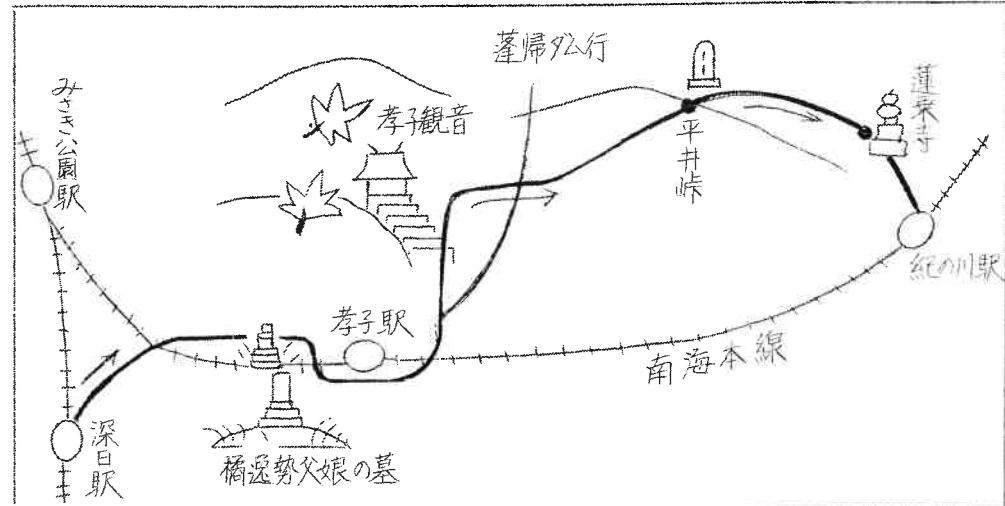 みさき公園駅
深日駅
橘逸勢父娘の墓
孝子駅
孝子観音
蓬帰ダム行
平井峠
蓮乗寺
紀の川駅
南海本線